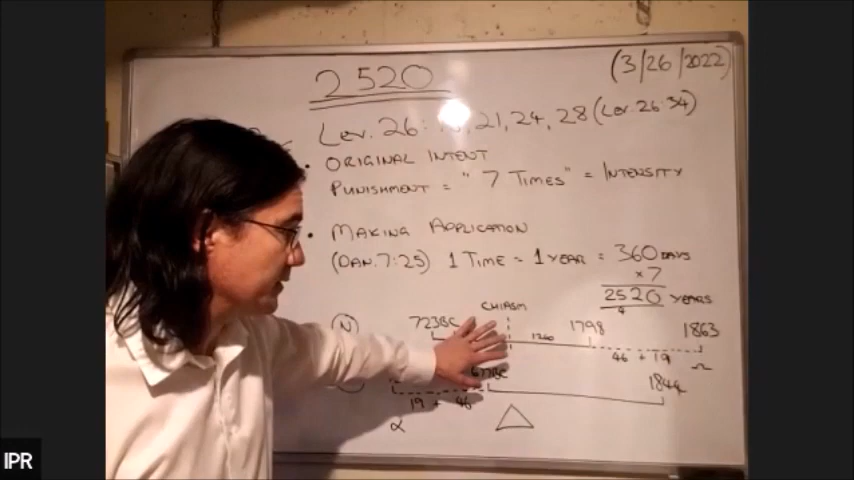 2520
(3/26/2022)
Lev. 26: 21, 24, 28 (Lev. 26:34)
• ORIGINAL INTENT
PUNISHMENT = "7 TIMES" = INTENSITY
• MAKING APPLICATION
(DAN. 7:25) 1 TIME = 1 YEAR = 360 DAYS
×7
2520 YEARS
CHIASM
N 723BC 1260 1798 1863
46 + 19 Ω
677BC 1844
19 + 46
α
IPR